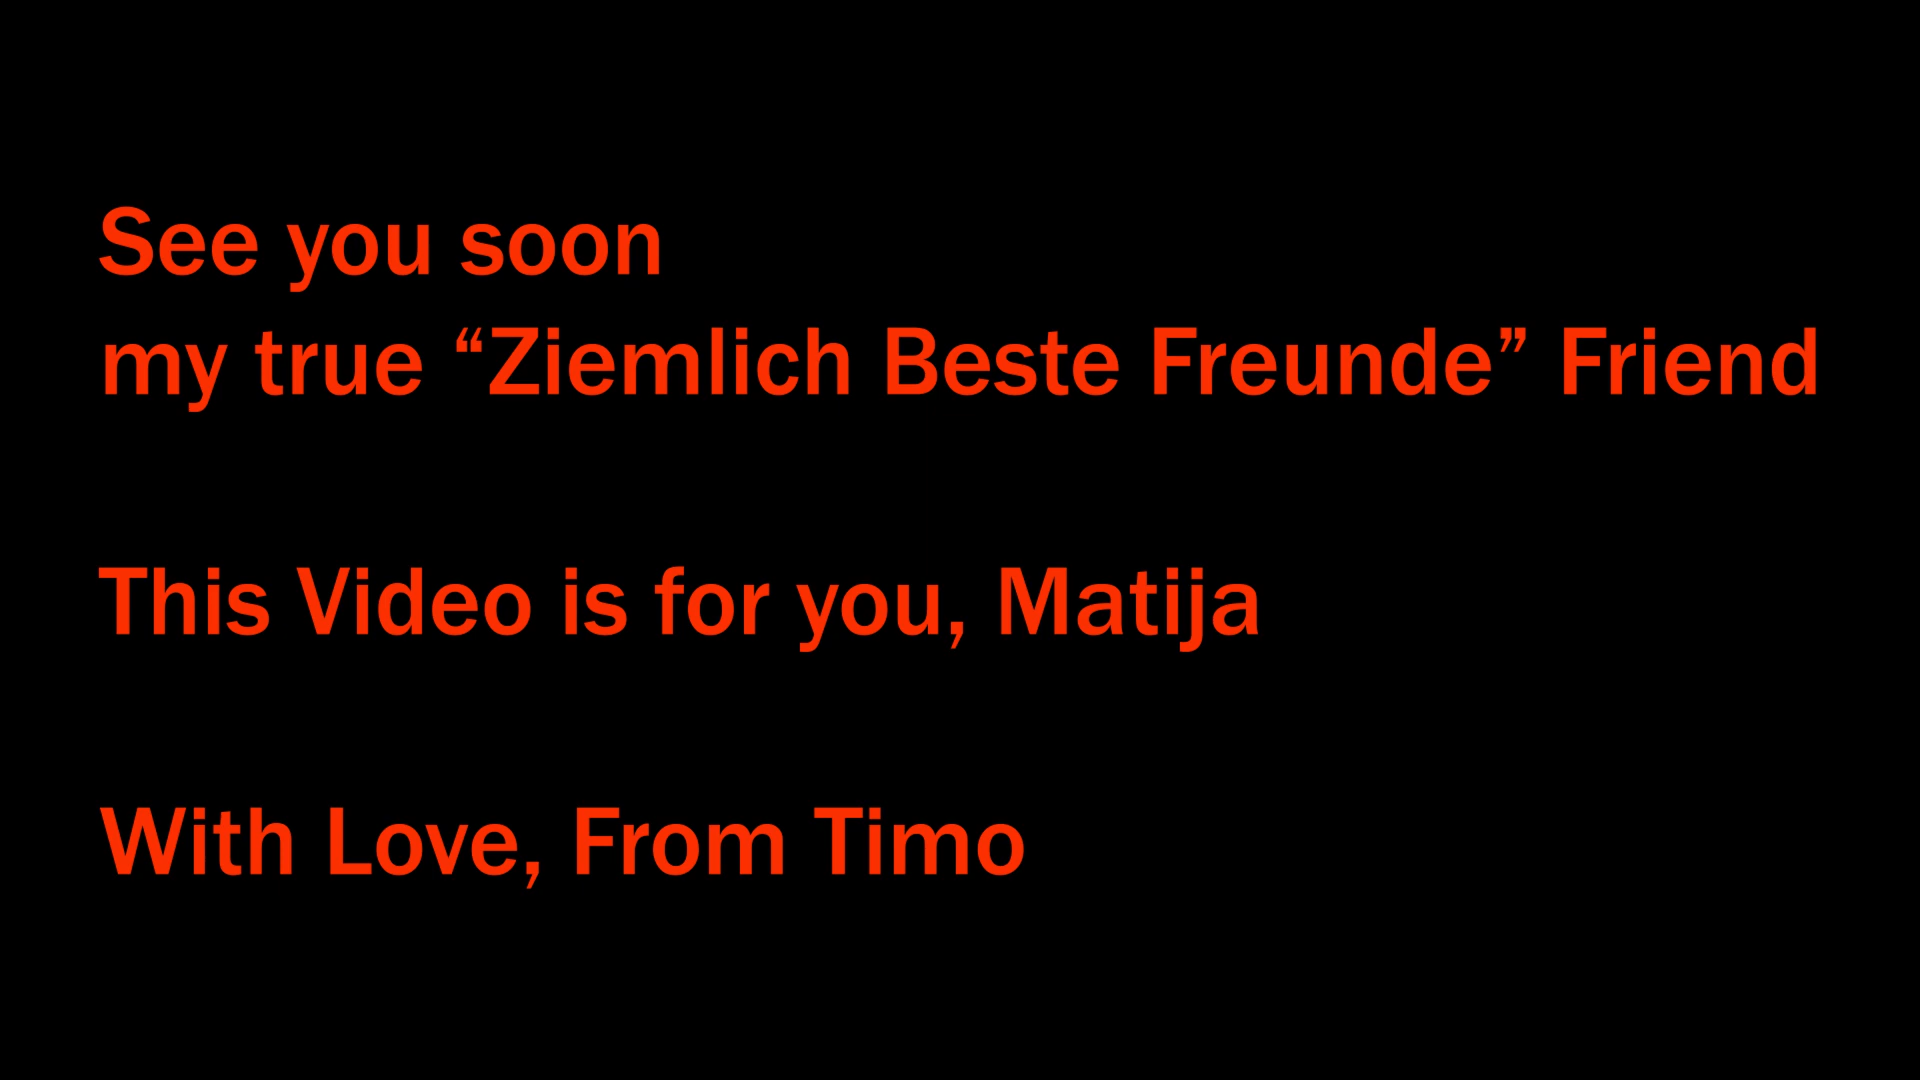 See you soon
my true “Ziemlich Beste Freunde” Friend
This Video is for you, Matija
With Love, From Timo